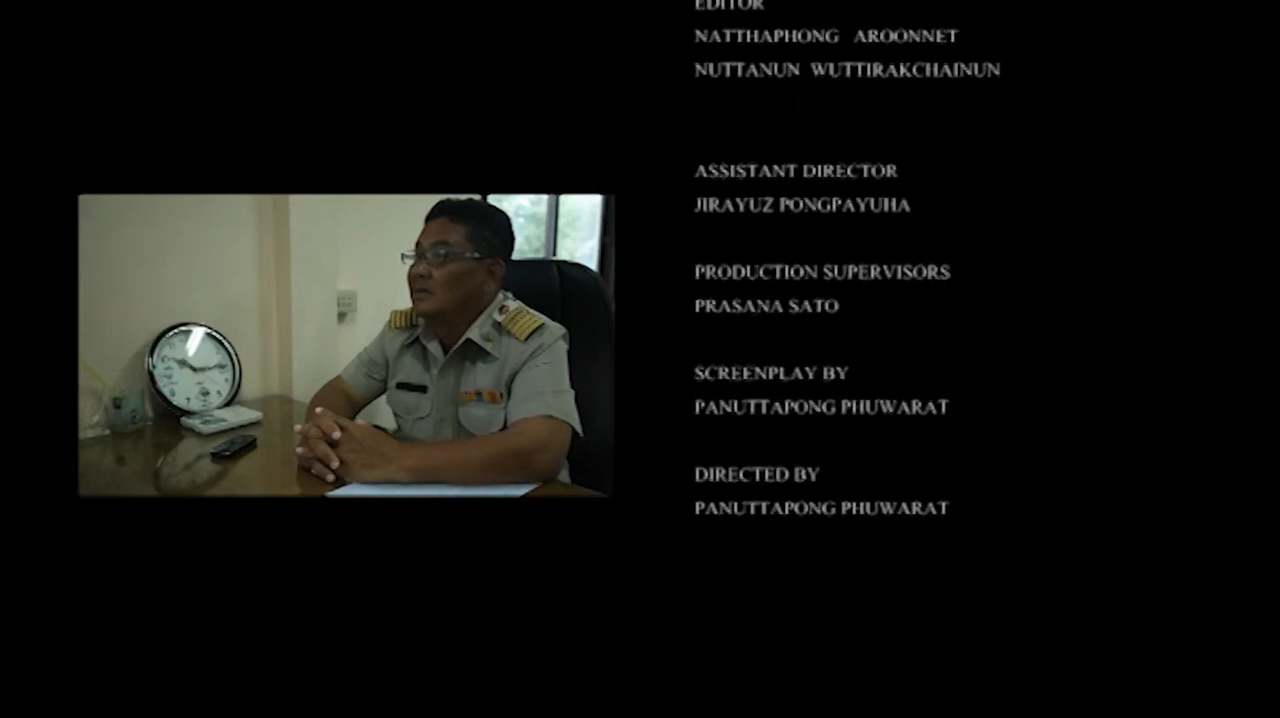 EDITOR
NATTHAPHONG AROONNET
NUTTANUN WUTTIRAKCHAINUN
ASSISTANT DIRECTOR
JIRAYUZ PONGPAYUHA
PRODUCTION SUPERVISORS
PRASANA SATO
SCREENPLAY BY
PANUTTAPONG PHUWARAT
DIRECTED BY
PANUTTAPONG PHUWARAT